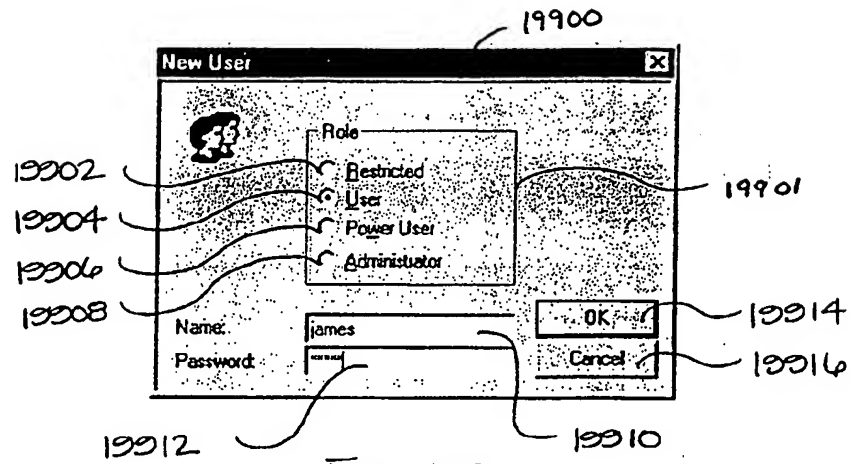 19900
New User
Role
19902
Restricted
19901
19904
User
19906
Power User
19908
Administrator
Name: james
OK
19914
Password:
Cancel
19916
19912
19910